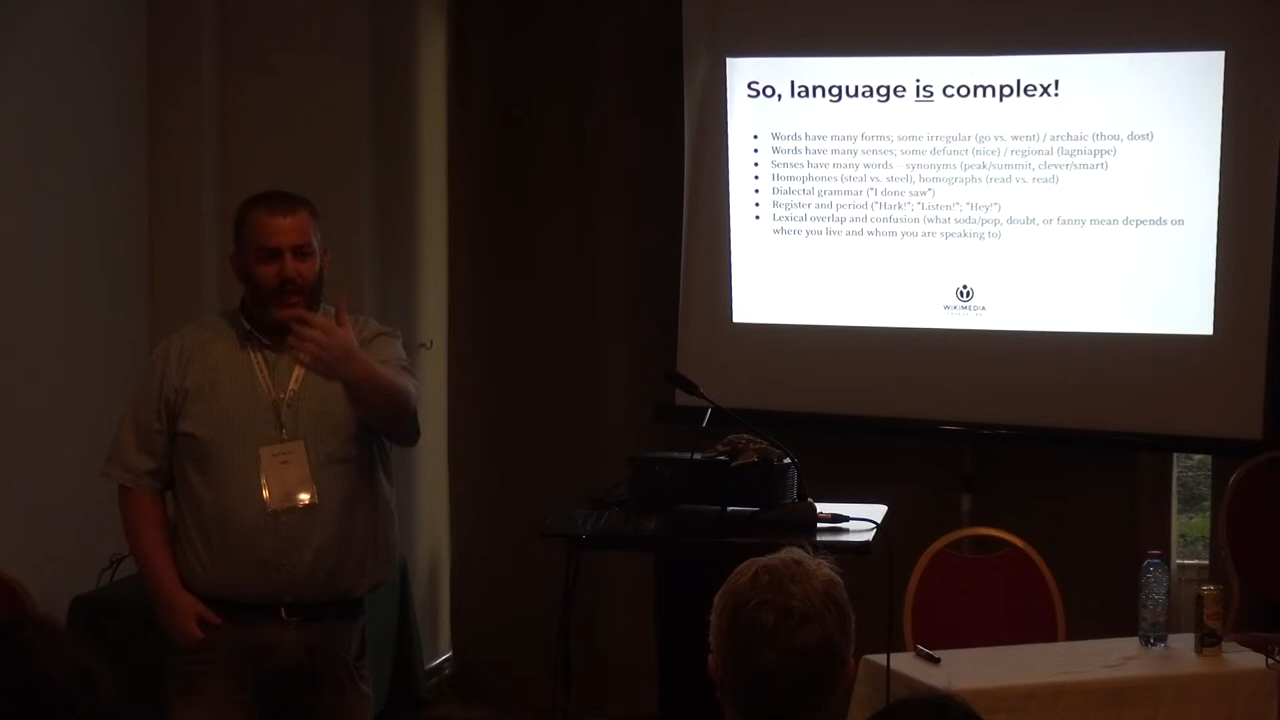 So, language is complex!
• Words have many forms; some irregular (go vs. went) / archaic (thou, dost)
• Words have many senses; some defunct (nice) / regional (lagniappe)
• Senses have many words – synonyms (peak/summit, clever/smart)
• Homophones (steal vs. steel), homographs (read vs. read)
• Dialectal grammar ("I done saw")
• Register and period ("Hark!"; "Listen!"; "Hey!")
• Lexical overlap and confusion (what soda/pop, doubt, or fanny mean depends on
where you live and whom you are speaking to)
WIKIMEDIA